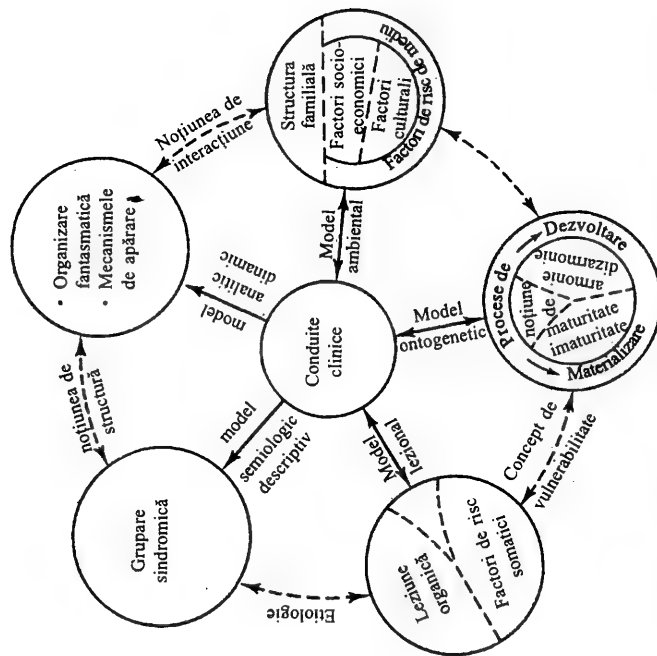 • Organizare
fantasmatică
• Mecanismele
de apărare
Noțiunea de
interacțiune
Structura
familială
Factori socio-
economici
Factori
culturali
Factori de risc de mediu
noțiunea de
structură
model
analitic
dinamic
Model
ambiental
Conduite
clinice
Grupare
sindromică
model
semiologic
descriptiv
Model
ontogenetic
Model
lezional
Procese de
Dezvoltare
Materializare
noțiune
de
armonie
dizarmonie
maturitate
imaturitate
Etiologie
Leziune
organică
Factori de risc
somatici
Concept de
vulnerabilitate